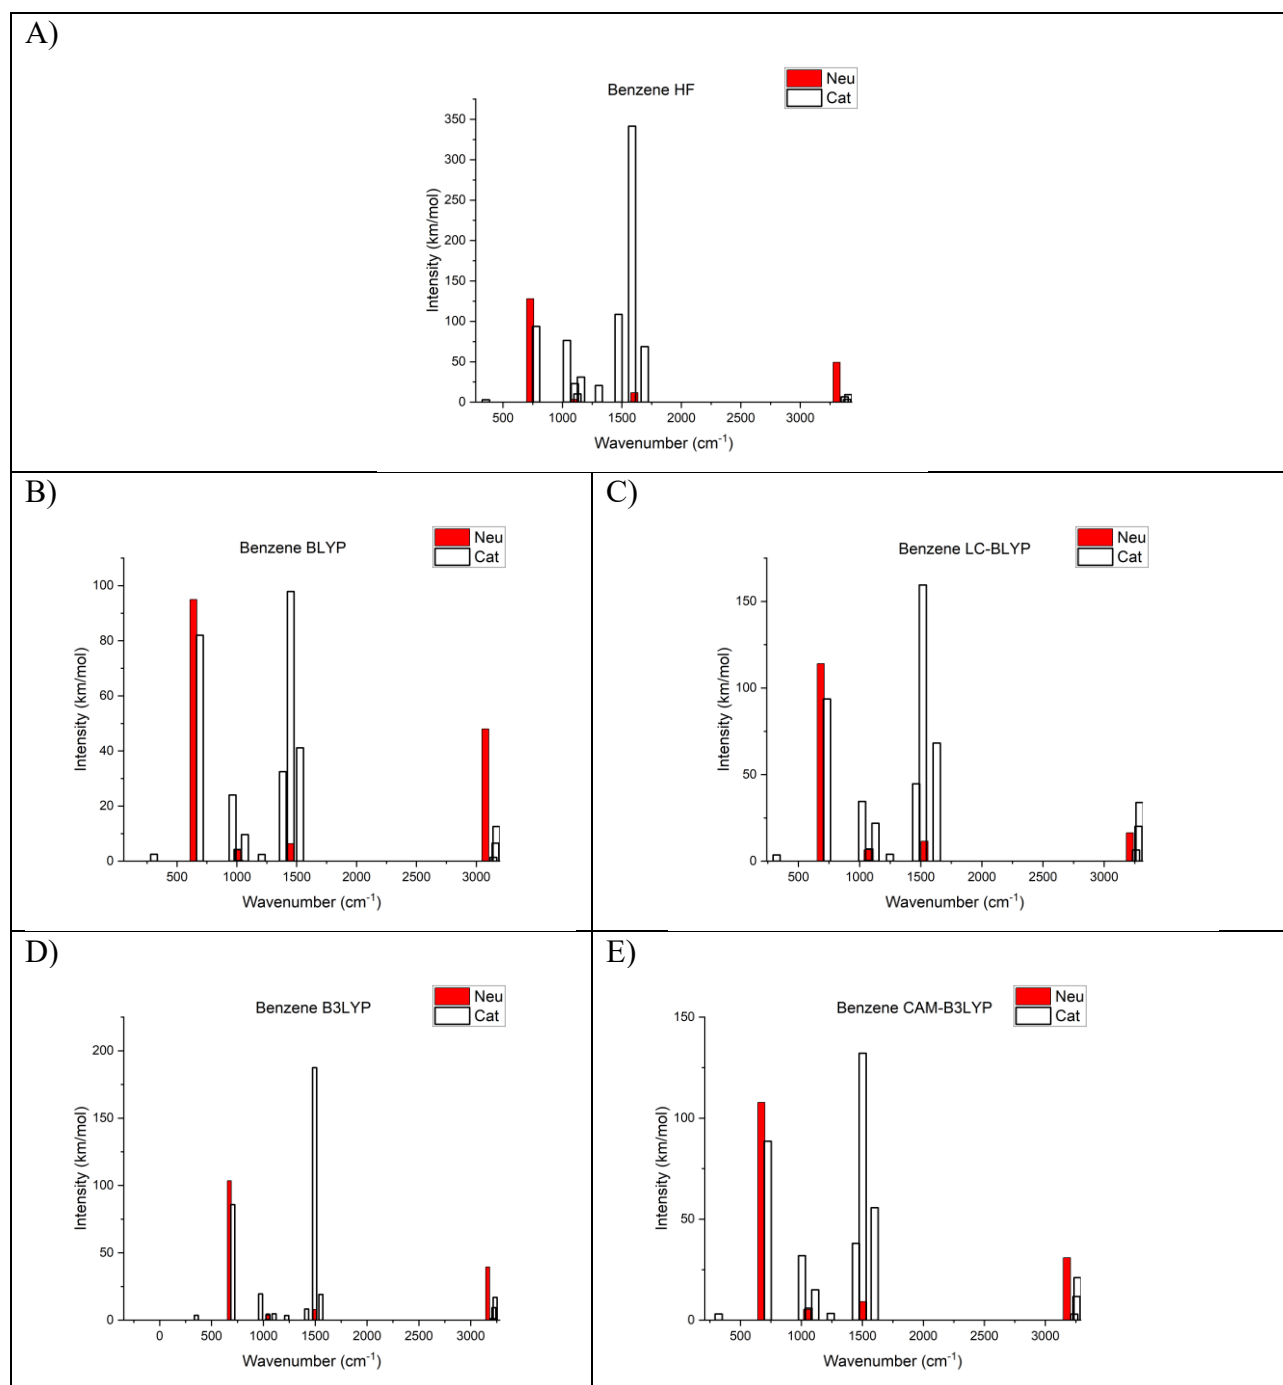 A)
Benzene HF
Neu
Cat
350
300
250
200
150
100
50
0
Intensity (km/mol)
500 1000 1500 2000 2500 3000
Wavenumber (cm⁻¹)
B)
Benzene BLYP
Neu
Cat
100
80
60
40
20
0
Intensity (km/mol)
500 1000 1500 2000 2500 3000
Wavenumber (cm⁻¹)
C)
Benzene LC-BLYP
Neu
Cat
150
100
50
0
Intensity (km/mol)
500 1000 1500 2000 2500 3000
Wavenumber (cm⁻¹)
D)
Benzene B3LYP
Neu
Cat
200
150
100
50
0
Intensity (km/mol)
0 500 1000 1500 2000 2500 3000
Wavenumber (cm⁻¹)
E)
Benzene CAM-B3LYP
Neu
Cat
150
100
50
0
Intensity (km/mol)
500 1000 1500 2000 2500 3000
Wavenumber (cm⁻¹)